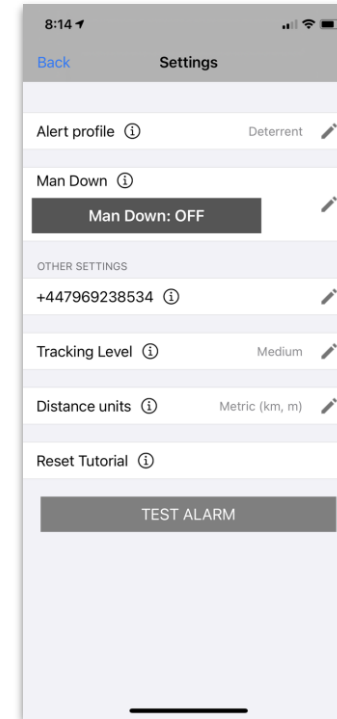 8:14
Back Settings
Alert profile Deterrent
Man Down
Man Down: OFF
OTHER SETTINGS
+447969238534
Tracking Level Medium
Distance units Metric (km, m)
Reset Tutorial
TEST ALARM